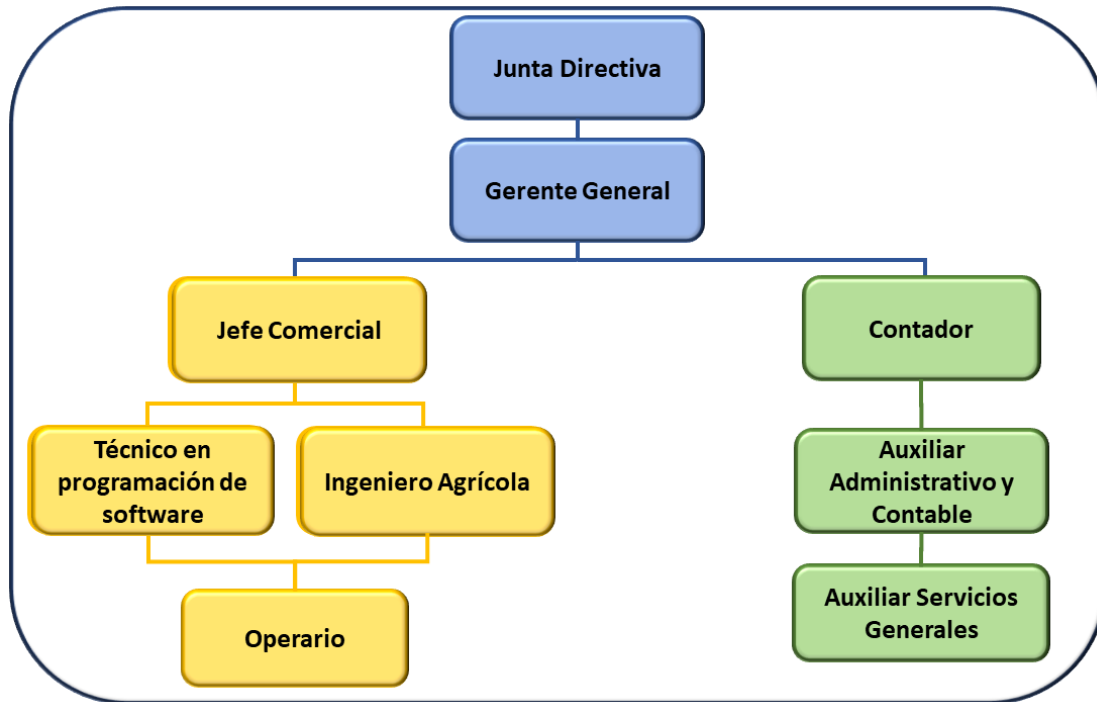 Junta Directiva
Gerente General
Jefe Comercial
Contador
Técnico en
programación de
software
Ingeniero Agrícola
Auxiliar
Administrativo y
Contable
Operario
Auxiliar Servicios
Generales